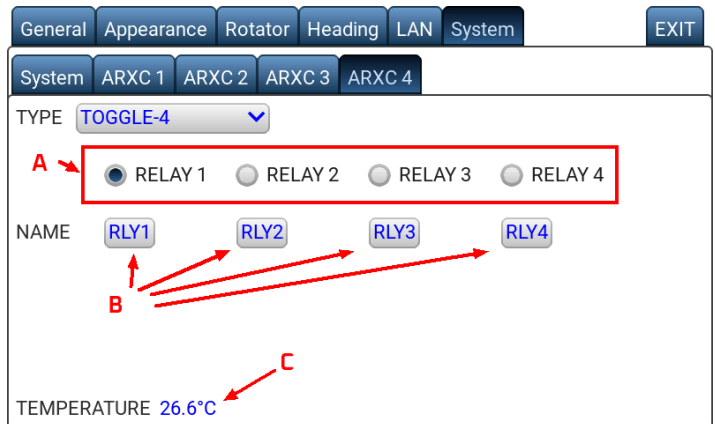 General Appearance Rotator Heading LAN System EXIT
System ARXC 1 ARXC 2 ARXC 3 ARXC 4
TYPE TOGGLE-4
A RELAY 1 RELAY 2 RELAY 3 RELAY 4
NAME RLY1 RLY2 RLY3 RLY4
B
C
TEMPERATURE 26.6°C